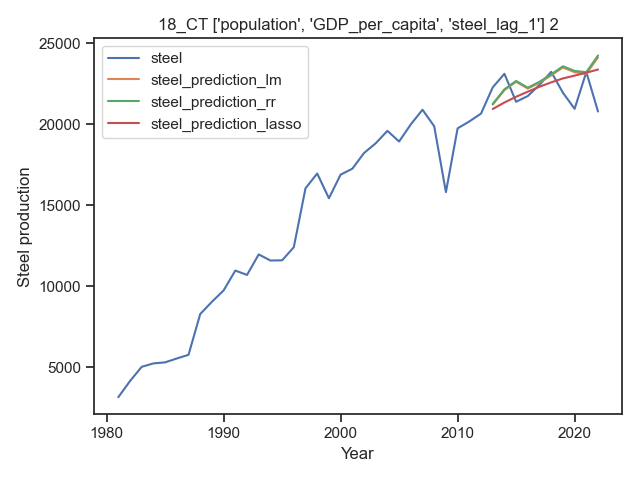 18_CT ['population', 'GDP_per_capita', 'steel_lag_1'] 2
25000
20000
15000
10000
5000
Steel production
steel
steel_prediction_lm
steel_prediction_rr
steel_prediction_lasso
1980
1990
2000
2010
2020
Year